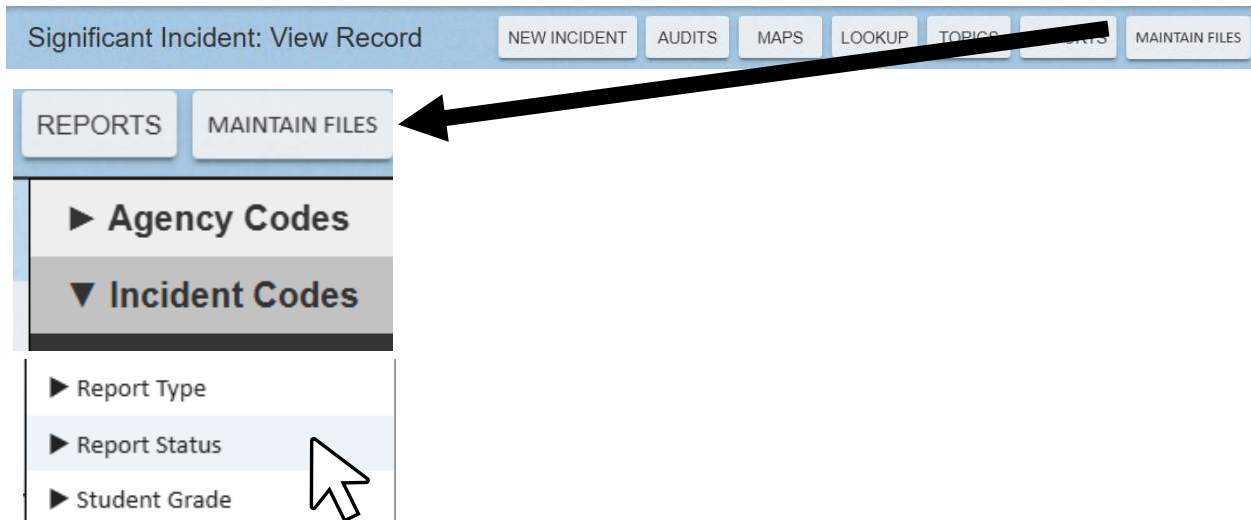 Significant Incident: View Record NEW INCIDENT AUDITS MAPS LOOKUP TOPICS MAINTAIN FILES
REPORTS MAINTAIN FILES
► Agency Codes
▼ Incident Codes
► Report Type
► Report Status
► Student Grade